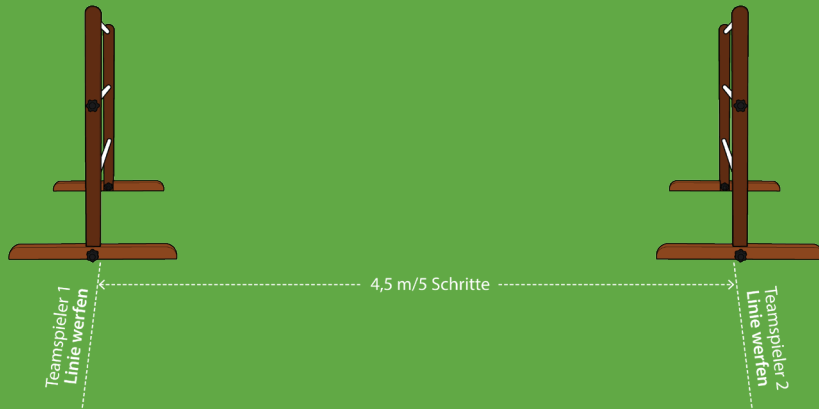 4,5 m/5 Schritte
Teamspieler 1
Linie werfen
Teamspieler 2
Linie werfen